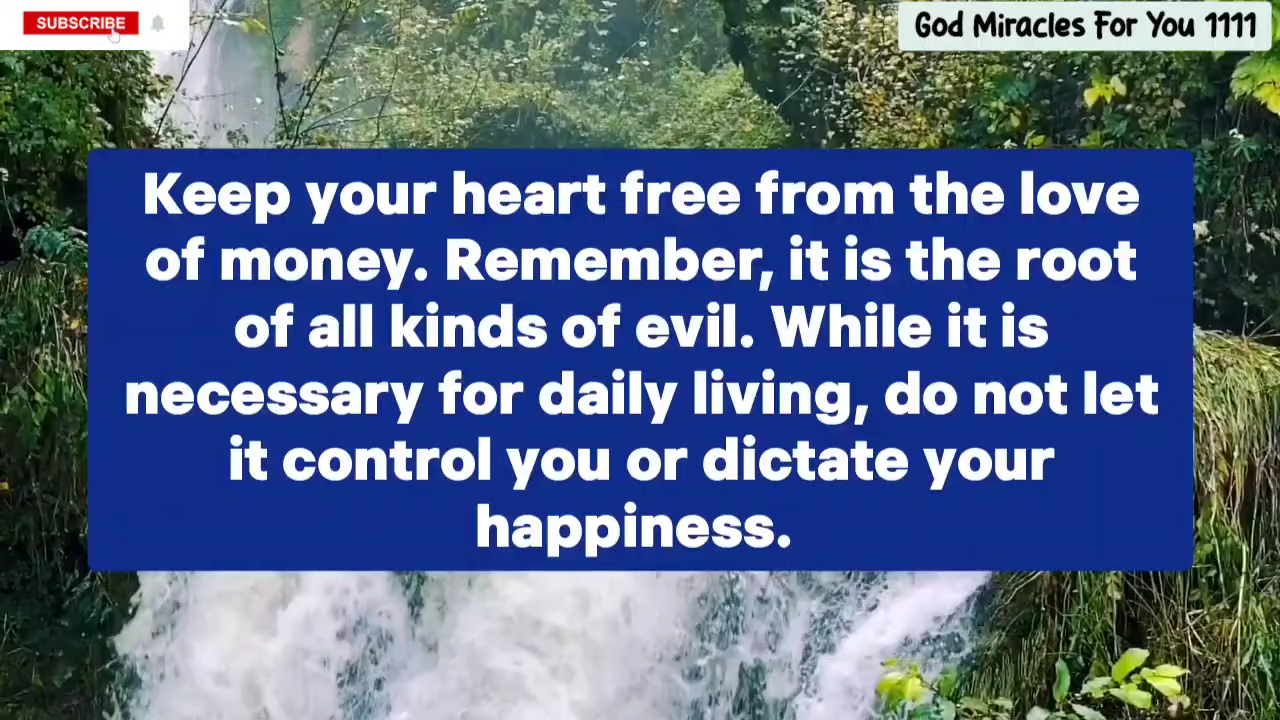 SUBSCRIBE
God Miracles For You 1111
Keep your heart free from the love
of money. Remember, it is the root
of all kinds of evil. While it is
necessary for daily living, do not let
it control you or dictate your
happiness.